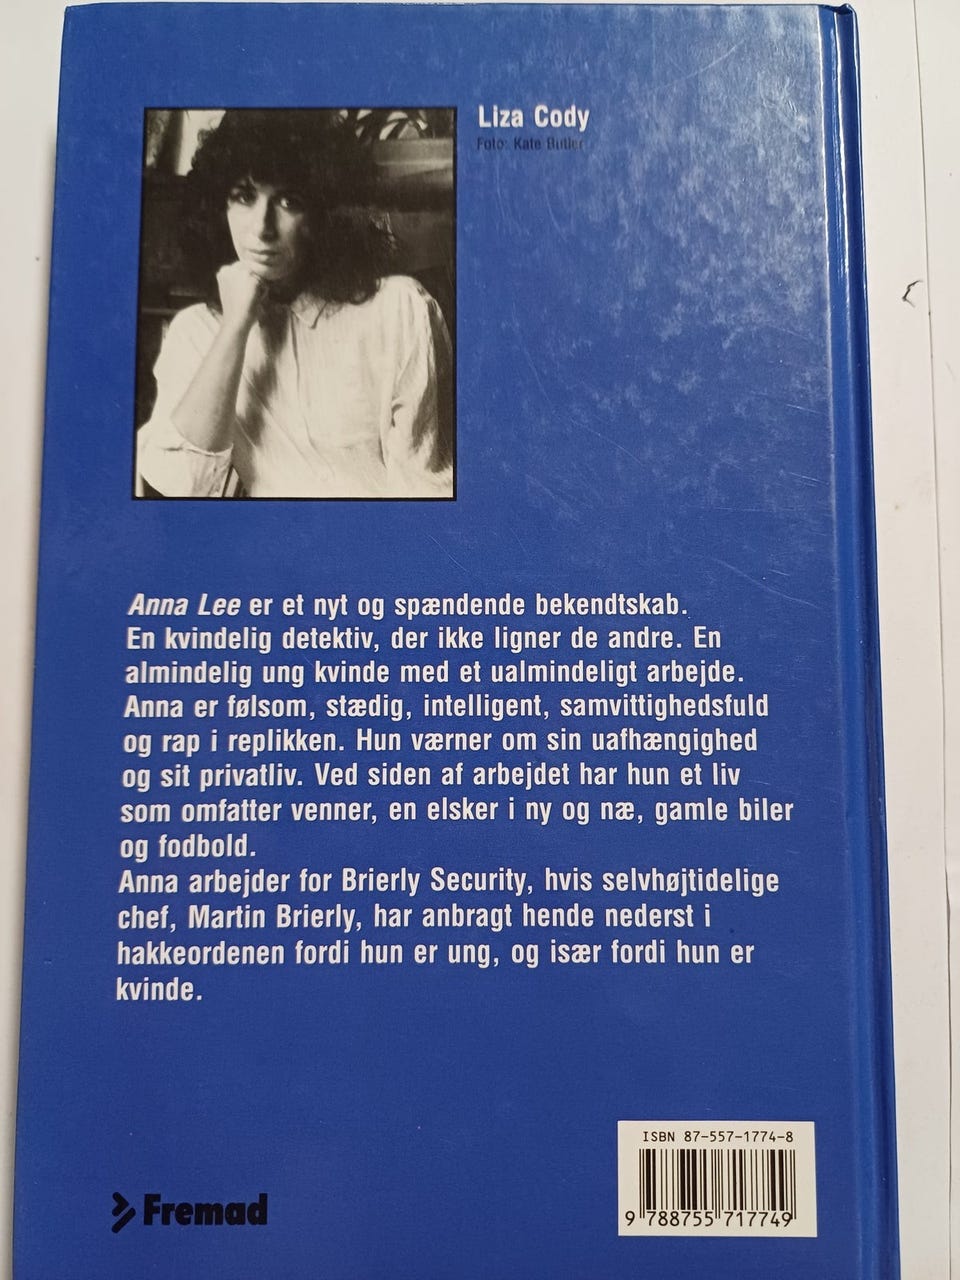 Liza Cody
Foto: Kate Butler
Anna Lee er et nyt og spændende bekendtskab.
En kvindelig detektiv, der ikke ligner de andre. En
almindelig ung kvinde med et ualmindeligt arbejde.
Anna er følsom, stædig, intelligent, samvittighedsfuld
og rap i replikken. Hun værner om sin uafhængighed
og sit privatliv. Ved siden af arbejdet har hun et liv
som omfatter venner, en elsker i ny og næ, gamle biler
og fodbold.
Anna arbejder for Brierly Security, hvis selvhøjtidelige
chef, Martin Brierly, har anbragt hende nederst i
hakkeordenen fordi hun er ung, og især fordi hun er
kvinde.
ISBN 87-557-1774-8
9 788755 717749
Fremad